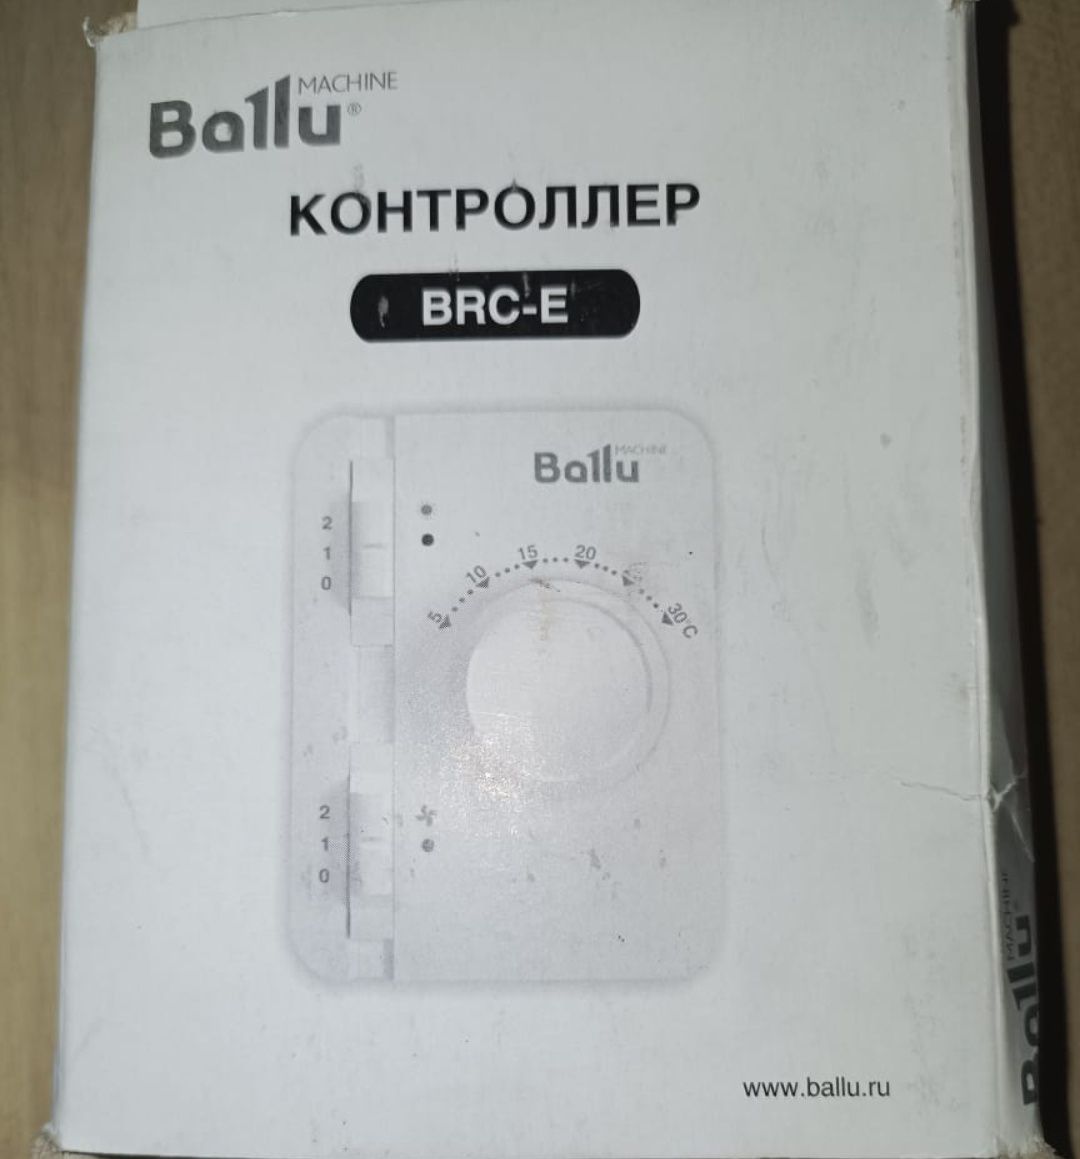 Ballu® MACHINE
КОНТРОЛЛЕР
BRC-E
Ballu MACHINE
2
1
0
5 10 15 20 30°C
2
1
0
www.ballu.ru
Ballu® MACHINE